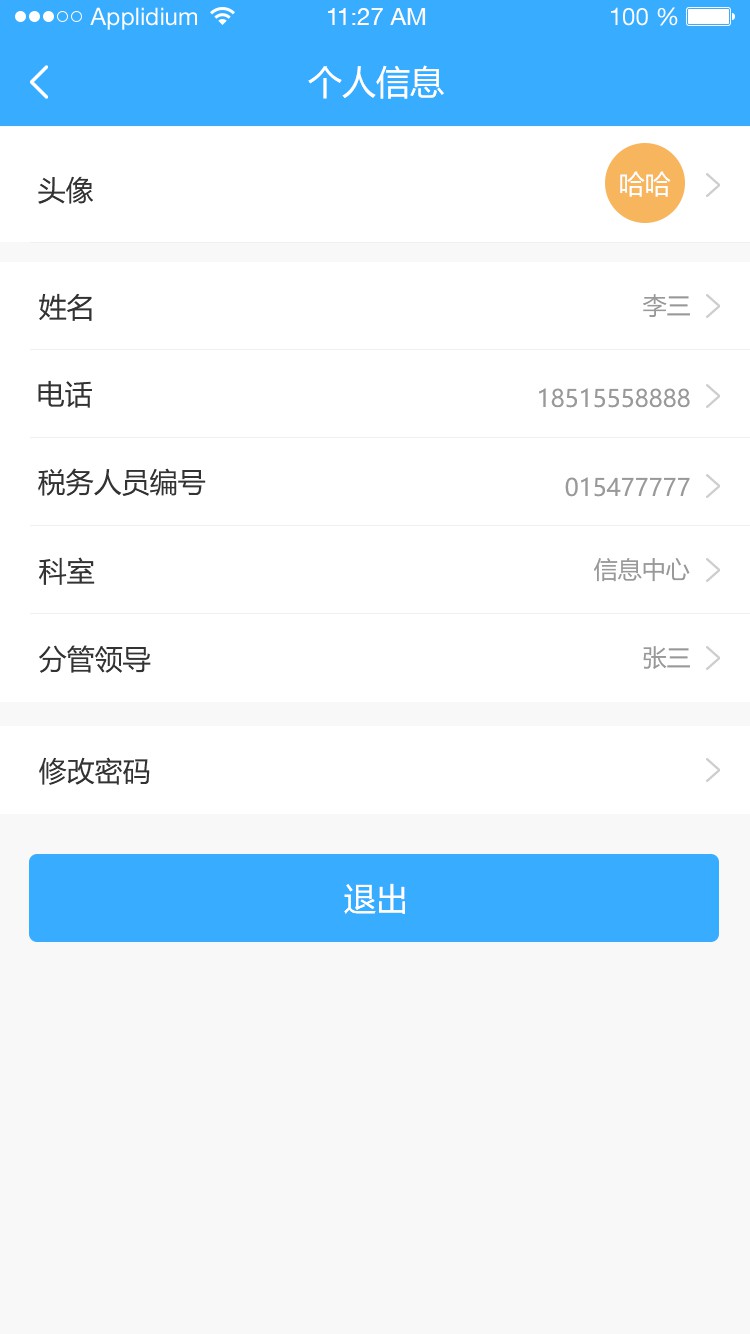 Applidium 11:27 AM 100 %
个人信息
头像 哈哈
姓名 李三
电话 18515558888
税务人员编号 015477777
科室 信息中心
分管领导 张三
修改密码
退出